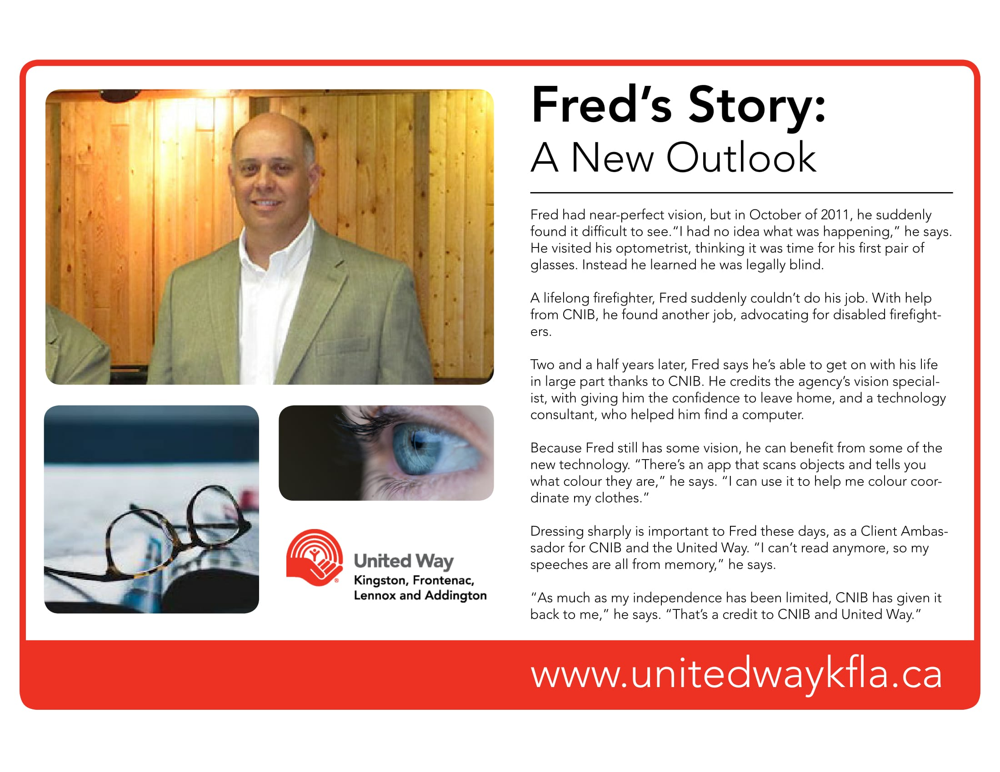 Fred’s Story:
A New Outlook
Fred had near-perfect vision, but in October of 2011, he suddenly
found it difficult to see.“I had no idea what was happening,” he says.
He visited his optometrist, thinking it was time for his first pair of
glasses. Instead he learned he was legally blind.
A lifelong firefighter, Fred suddenly couldn’t do his job. With help
from CNIB, he found another job, advocating for disabled firefight-
ers.
Two and a half years later, Fred says he’s able to get on with his life
in large part thanks to CNIB. He credits the agency’s vision special-
ist, with giving him the confidence to leave home, and a technology
consultant, who helped him find a computer.
Because Fred still has some vision, he can benefit from some of the
new technology. “There’s an app that scans objects and tells you
what colour they are,” he says. “I can use it to help me colour coor-
dinate my clothes.”
Dressing sharply is important to Fred these days, as a Client Ambas-
sador for CNIB and the United Way. “I can’t read anymore, so my
speeches are all from memory,” he says.
“As much as my independence has been limited, CNIB has given it
back to me,” he says. “That’s a credit to CNIB and United Way.”
®
United Way
Kingston, Frontenac,
Lennox and Addington
www.unitedwaykfla.ca